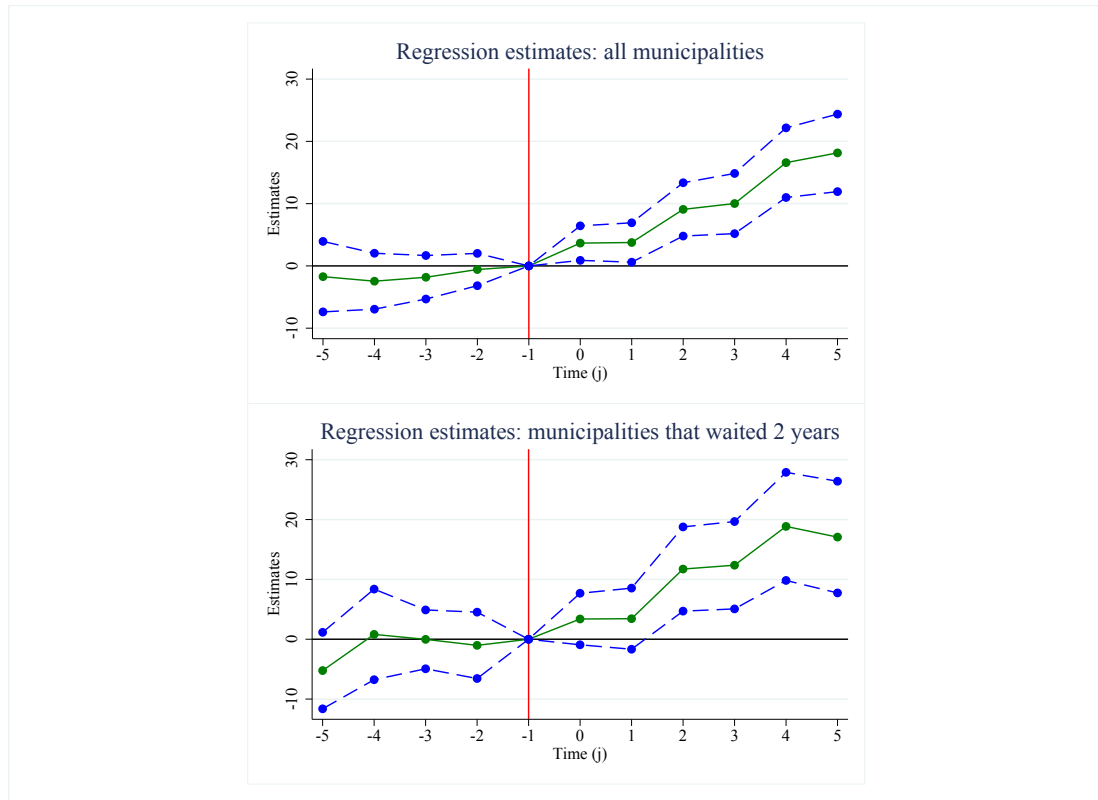 Regression estimates: all municipalities
30
20
10
0
-10
Estimates
-5 -4 -3 -2 -1 0 1 2 3 4 5
Time (j)
Regression estimates: municipalities that waited 2 years
30
20
10
0
-10
Estimates
-5 -4 -3 -2 -1 0 1 2 3 4 5
Time (j)